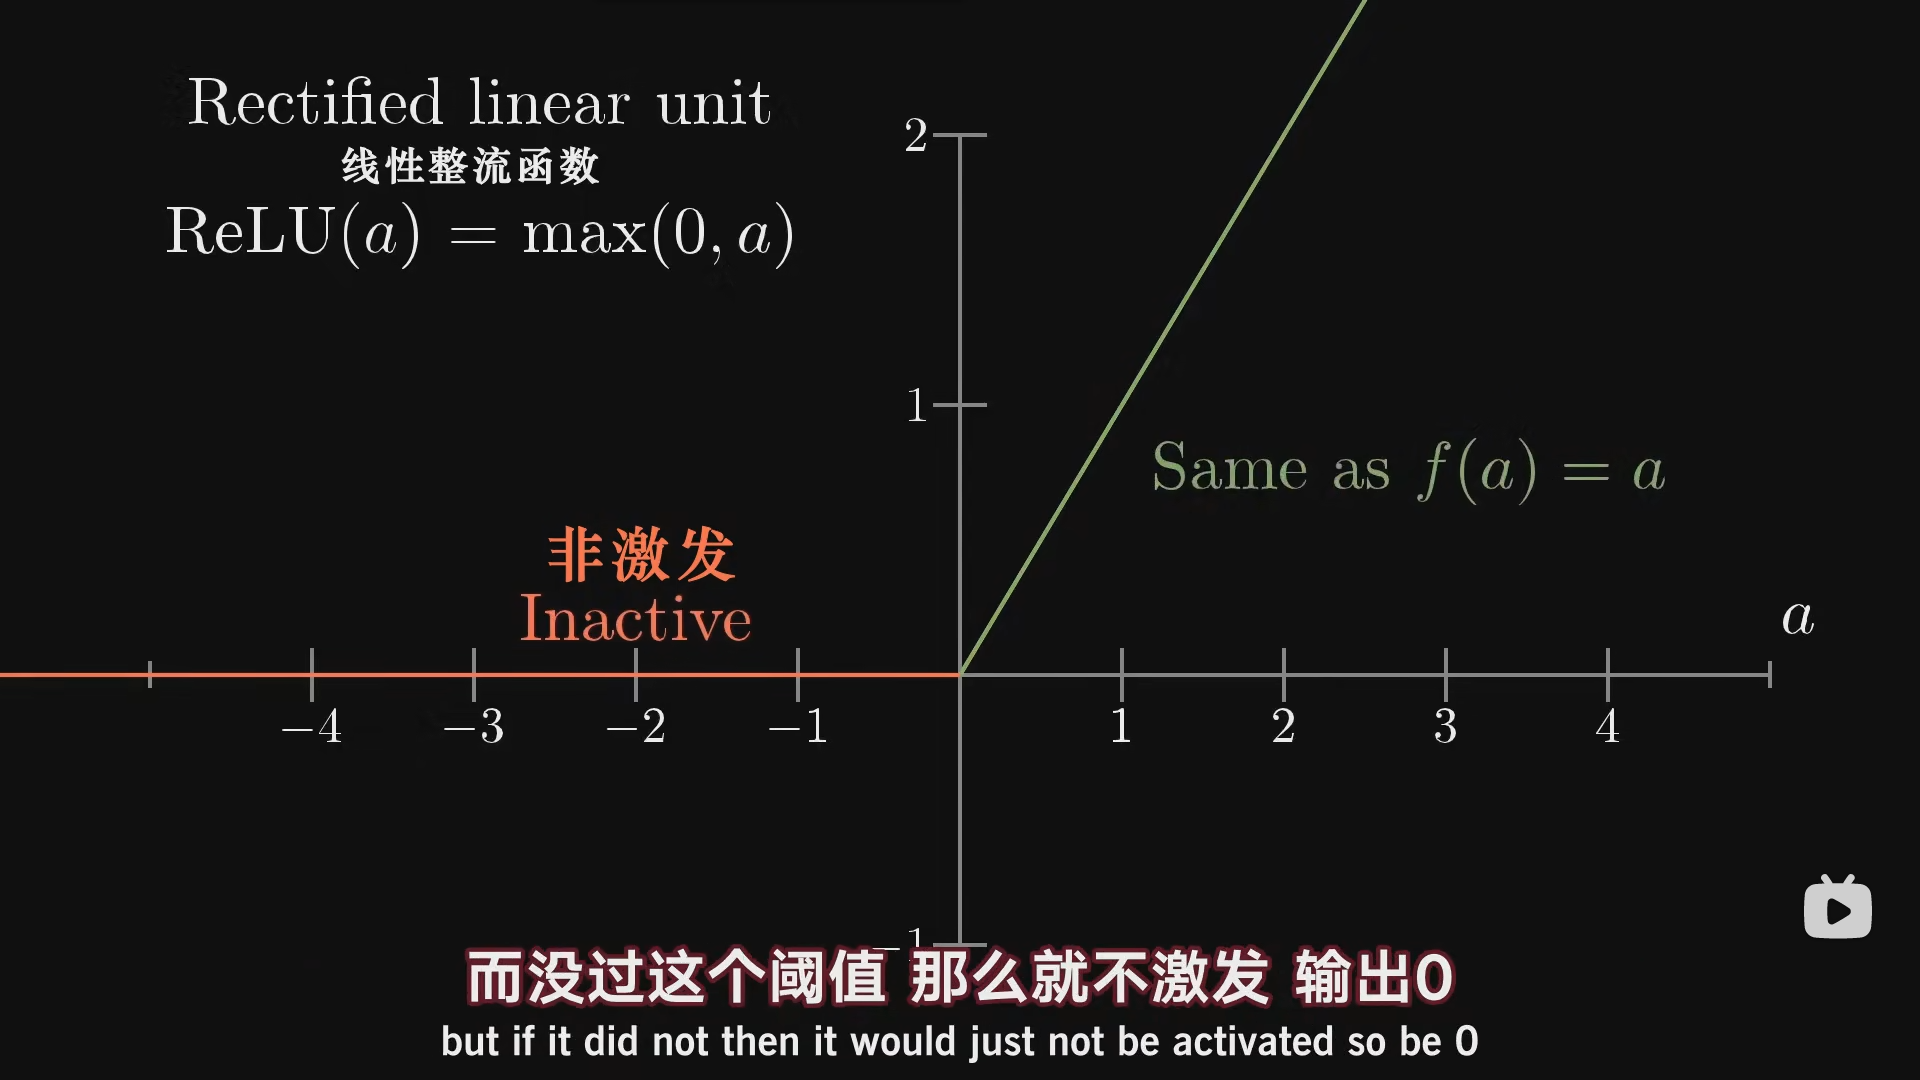 Rectified linear unit
线性整流函数
ReLU(a) = max(0, a)
2
1
Same as f(a) = a
非激发
Inactive
a
−4 −3 −2 −1 1 2 3 4
−1
而没过这个阈值 那么就不激发 输出0
but if it did not then it would just not be activated so be 0